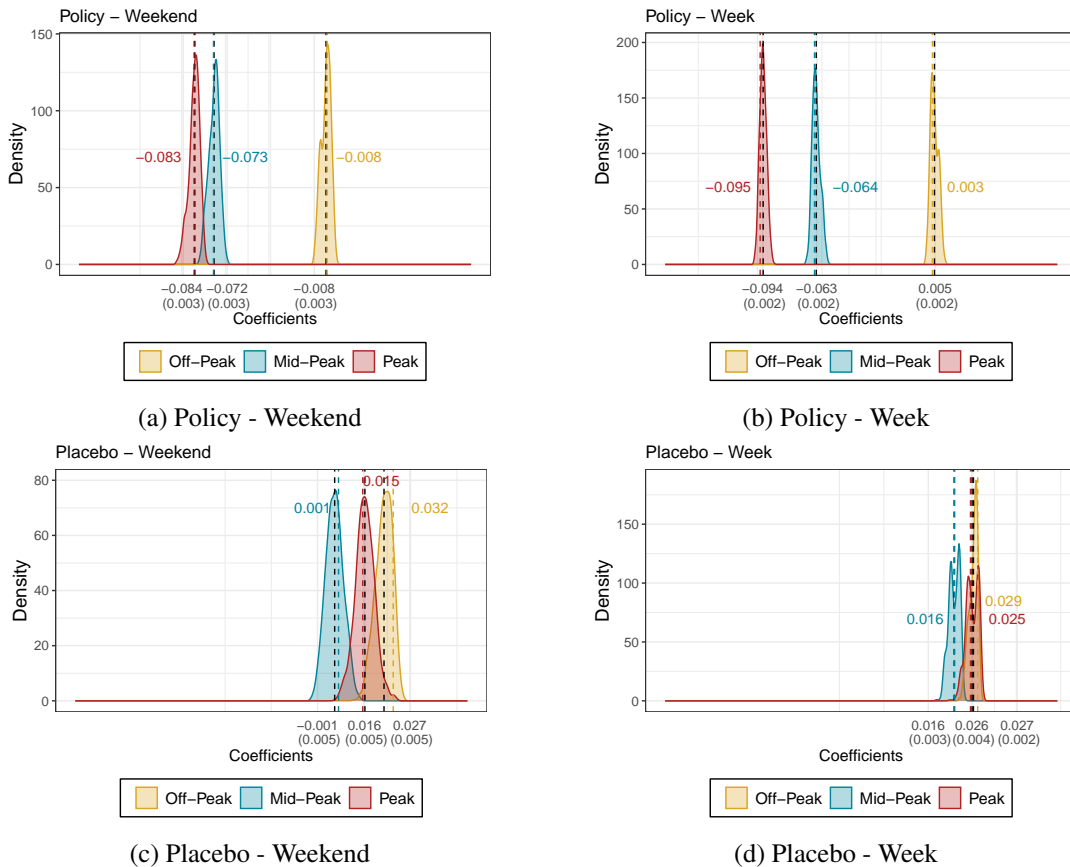 Policy − Weekend
150
100
50
0
Density
−0.083
−0.073
−0.008
−0.084 −0.072 −0.008
(0.003) (0.003) (0.003)
Coefficients
Off−Peak Mid−Peak Peak
(a) Policy - Weekend
Policy − Week
200
150
100
50
0
Density
−0.095
−0.064
0.003
−0.094 −0.063 0.005
(0.002) (0.002) (0.002)
Coefficients
Off−Peak Mid−Peak Peak
(b) Policy - Week
Placebo − Weekend
80
60
40
20
0
Density
0.015
0.001
0.032
−0.001 0.016 0.027
(0.005) (0.005) (0.005)
Coefficients
Off−Peak Mid−Peak Peak
(c) Placebo - Weekend
Placebo − Week
150
100
50
0
Density
0.029
0.016
0.025
0.016 0.026 0.027
(0.003) (0.004) (0.002)
Coefficients
Off−Peak Mid−Peak Peak
(d) Placebo - Week